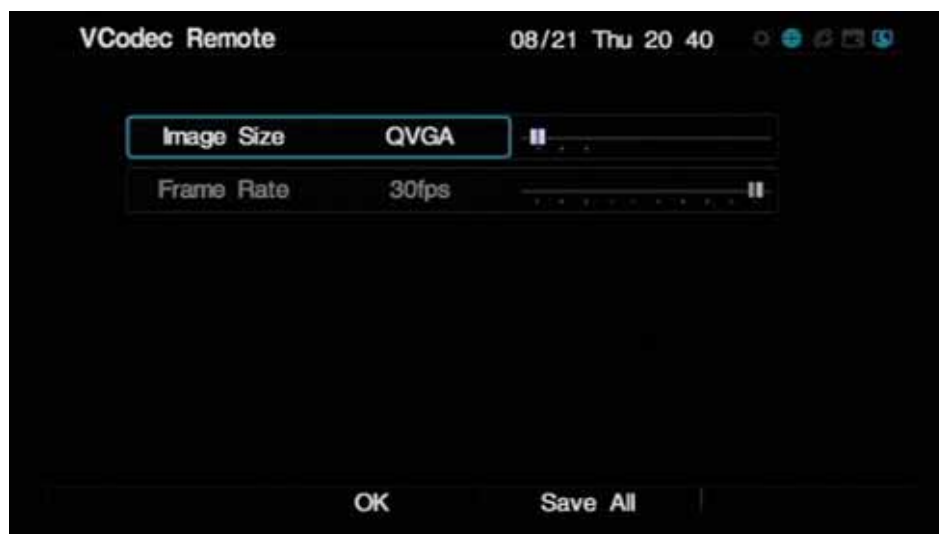 VCodec Remote 08/21 Thu 20 40
Image Size QVGA
Frame Rate 30fps
OK Save All